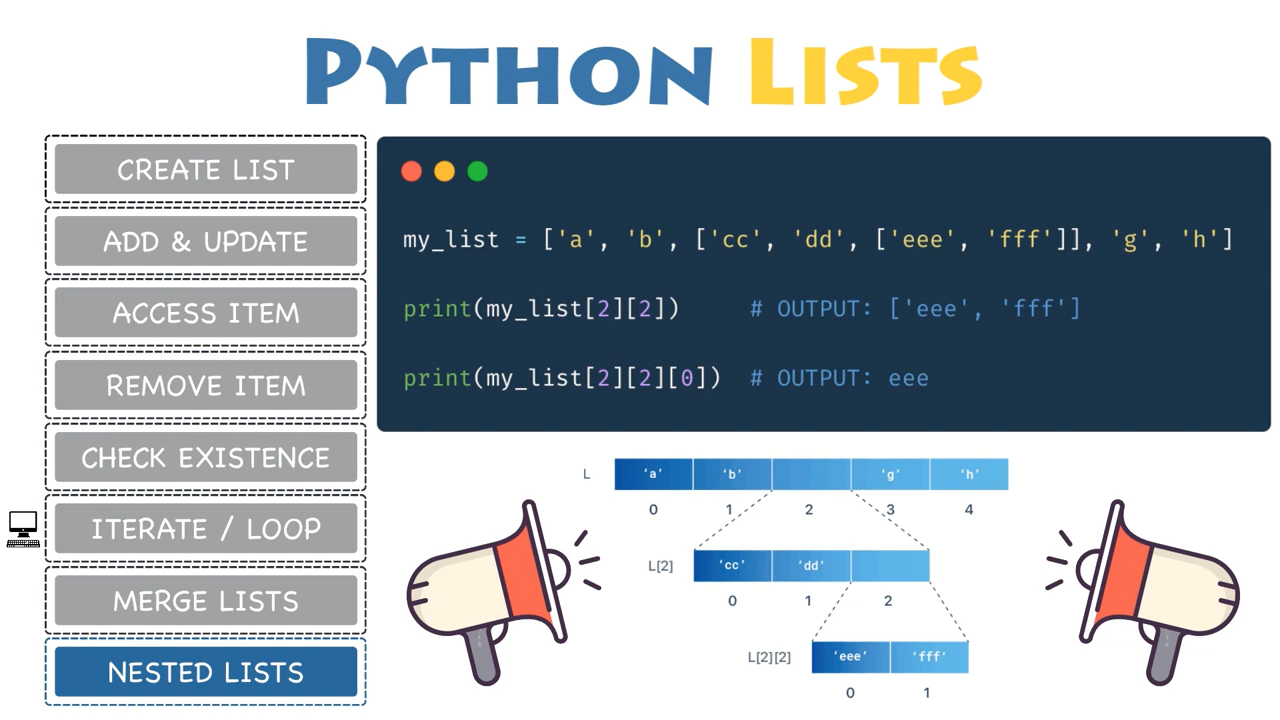 PYTHON LISTS
CREATE LIST
ADD & UPDATE
ACCESS ITEM
REMOVE ITEM
CHECK EXISTENCE
ITERATE / LOOP
MERGE LISTS
NESTED LISTS
my_list = ['a', 'b', ['cc', 'dd', ['eee', 'fff']], 'g', 'h']
print(my_list[2][2]) # OUTPUT: ['eee', 'fff']
print(my_list[2][2][0]) # OUTPUT: eee
L 'a' 'b' 'g' 'h'
0 1 2 3 4
L[2] 'cc' 'dd'
0 1 2
L[2][2] 'eee' 'fff'
0 1